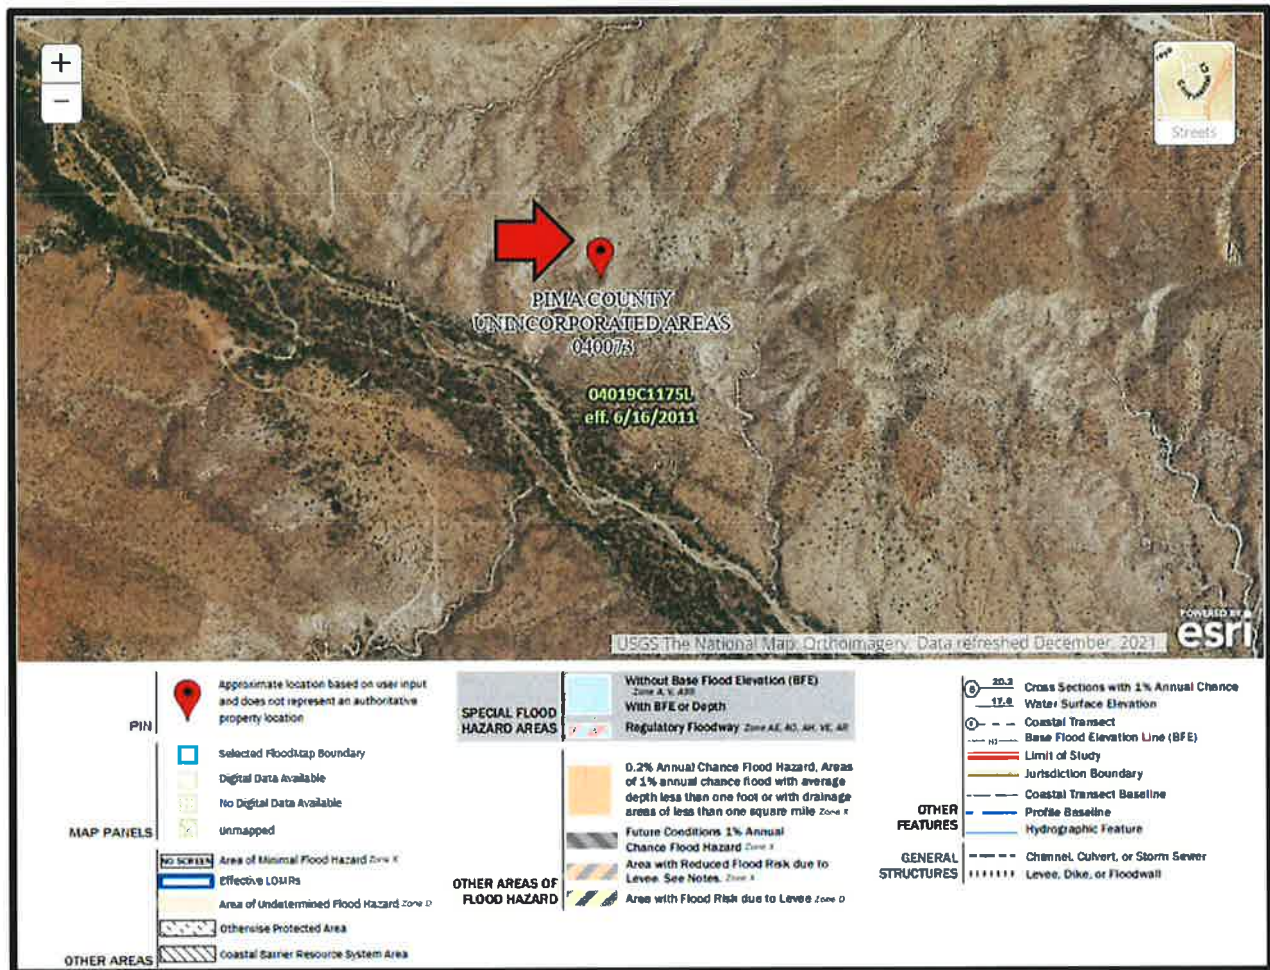 +
−
Streets
PIMA COUNTY
UNINCORPORATED AREAS
040073
04019C1175L
eff. 6/16/2011
POWERED BY
esri
USGS The National Map: Orthoimagery. Data refreshed December, 2021
PIN
Approximate location based on user input
and does not represent an authoritative
property location
MAP PANELS
Selected FloodMap Boundary
Digital Data Available
No Digital Data Available
Unmapped
OTHER AREAS
NO SCREEN Area of Minimal Flood Hazard Zone X
Effective LOMRs
Area of Undetermined Flood Hazard Zone D
Otherwise Protected Area
Coastal Barrier Resource System Area
SPECIAL FLOOD
HAZARD AREAS
Without Base Flood Elevation (BFE)
Zone A, V, A99
With BFE or Depth
Regulatory Floodway Zone AE, AO, AH, VE, AR
OTHER AREAS OF
FLOOD HAZARD
0.2% Annual Chance Flood Hazard, Areas
of 1% annual chance flood with average
depth less than one foot or with drainage
areas of less than one square mile Zone X
Future Conditions 1% Annual
Chance Flood Hazard Zone X
Area with Reduced Flood Risk due to
Levee. See Notes. Zone X
Area with Flood Risk due to Levee Zone D
OTHER
FEATURES
20.2 Cross Sections with 1% Annual Chance
17.5 Water Surface Elevation
Coastal Transect
Base Flood Elevation Line (BFE)
Limit of Study
Jurisdiction Boundary
Coastal Transect Baseline
Profile Baseline
Hydrographic Feature
GENERAL
STRUCTURES
Channel, Culvert, or Storm Sewer
Levee, Dike, or Floodwall